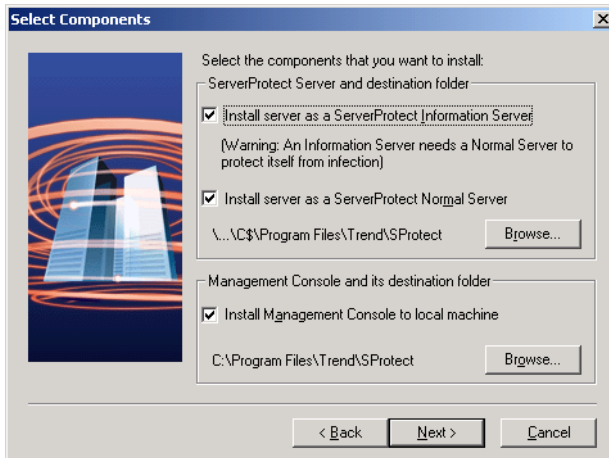 Select Components
Select the components that you want to install:
ServerProtect Server and destination folder
Install server as a ServerProtect Information Server
(Warning: An Information Server needs a Normal Server to
protect itself from infection)
Install server as a ServerProtect Normal Server
\...\C$\Program Files\Trend\SProtect
Browse...
Management Console and its destination folder
Install Management Console to local machine
C:\Program Files\Trend\SProtect
Browse...
< Back
Next >
Cancel